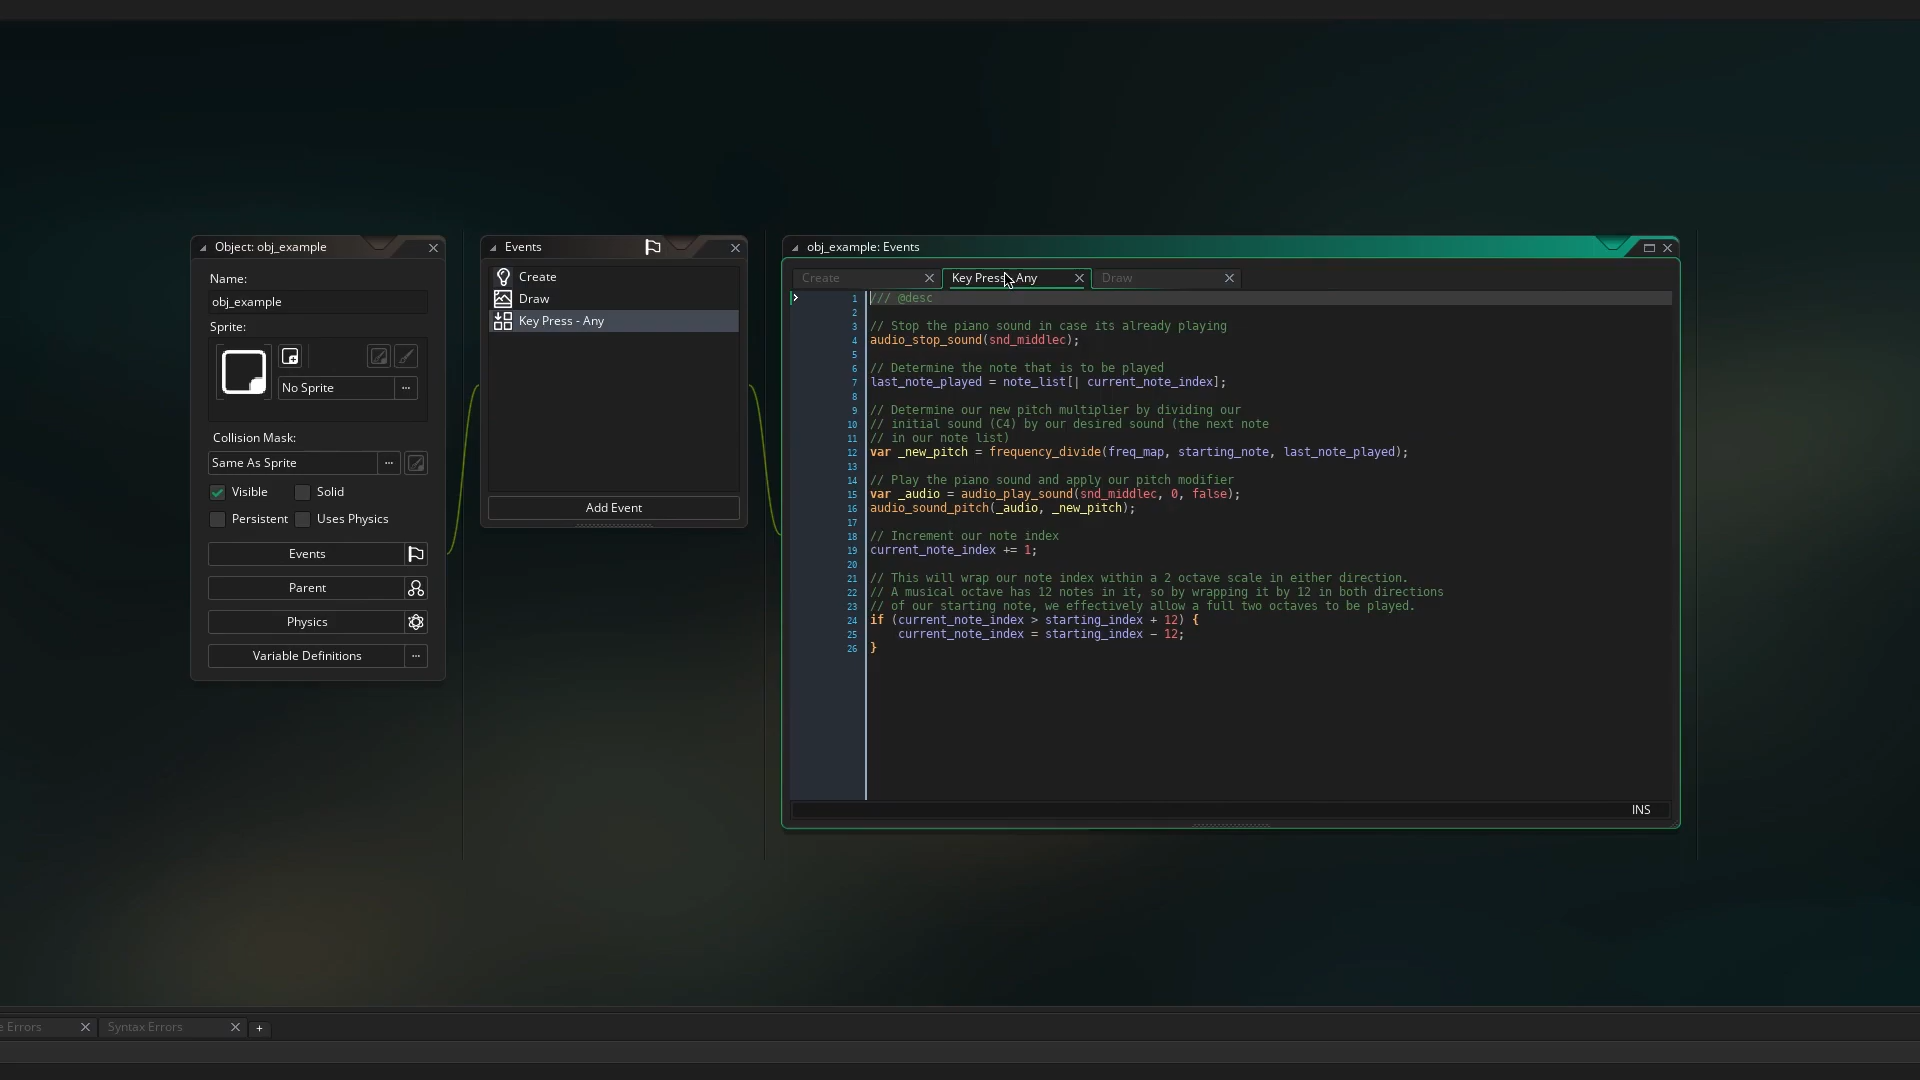 Object: obj_example
Name:
obj_example
Sprite:
No Sprite
...
Collision Mask:
Same As Sprite
...
Visible
Solid
Persistent
Uses Physics
Events
Parent
Physics
Variable Definitions
...
Events
Create
Draw
Key Press - Any
Add Event
obj_example: Events
Create
Key Press - Any
Draw
1 /// @desc
2
3 // Stop the piano sound in case its already playing
4 audio_stop_sound(snd_middlec);
5
6 // Determine the note that is to be played
7 last_note_played = note_list[| current_note_index];
8
9 // Determine our new pitch multiplier by dividing our
10 // initial sound (C4) by our desired sound (the next note
11 // in our note list)
12 var _new_pitch = frequency_divide(freq_map, starting_note, last_note_played);
13
14 // Play the piano sound and apply our pitch modifier
15 var _audio = audio_play_sound(snd_middlec, 0, false);
16 audio_sound_pitch(_audio, _new_pitch);
17
18 // Increment our note index
19 current_note_index += 1;
20
21 // This will wrap our note index within a 2 octave scale in either direction.
22 // A musical octave has 12 notes in it, so by wrapping it by 12 in both directions
23 // of our starting note, we effectively allow a full two octaves to be played.
24 if (current_note_index > starting_index + 12) {
25     current_note_index = starting_index - 12;
26 }
INS
e Errors
Syntax Errors
+